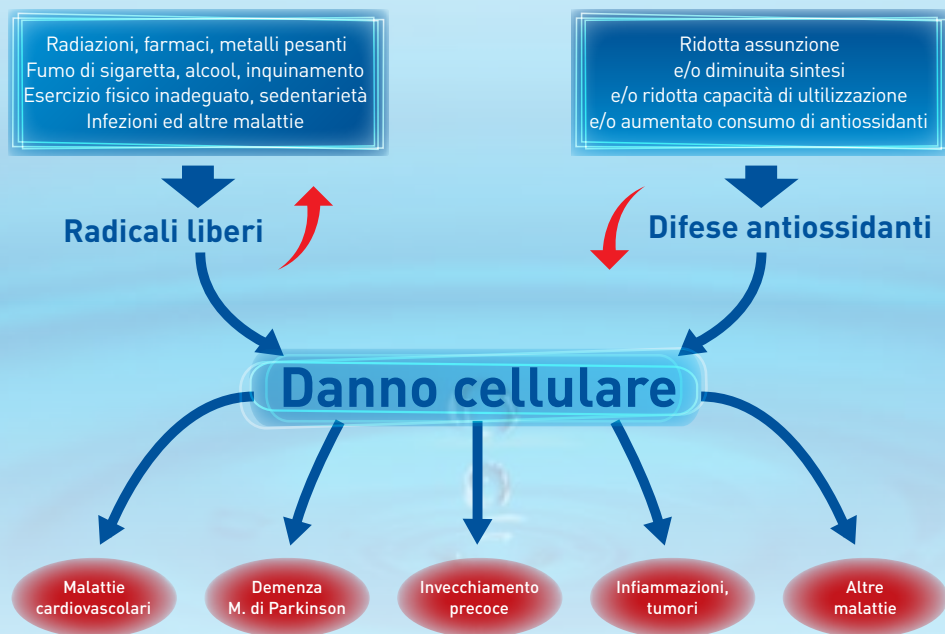 Radiazioni, farmaci, metalli pesanti
Fumo di sigaretta, alcool, inquinamento
Esercizio fisico inadeguato, sedentarietà
Infezioni ed altre malattie
Ridotta assunzione
e/o diminuita sintesi
e/o ridotta capacità di ultilizzazione
e/o aumentato consumo di antiossidanti
Radicali liberi
Difese antiossidanti
Danno cellulare
Malattie
cardiovascolari
Demenza
M. di Parkinson
Invecchiamento
precoce
Infiammazioni,
tumori
Altre
malattie